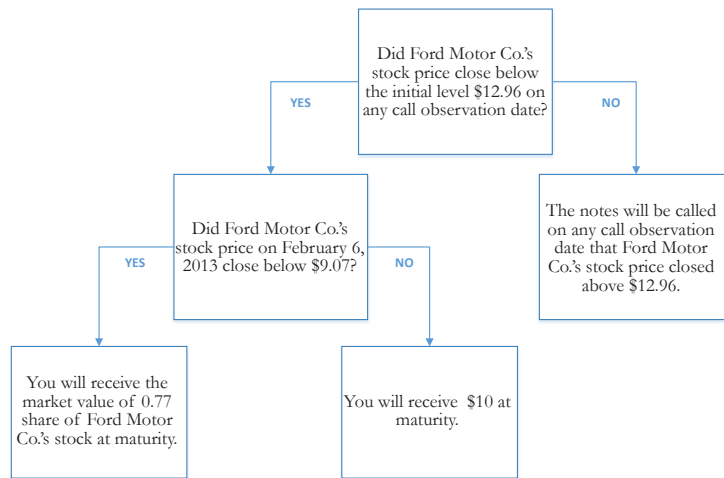 Did Ford Motor Co.'s
stock price close below
the initial level $12.96 on
any call observation date?
YES
NO
Did Ford Motor Co.'s
stock price on February 6,
2013 close below $9.07?
The notes will be called
on any call observation
date that Ford Motor
Co.'s stock price closed
above $12.96.
YES
NO
You will receive the
market value of 0.77
share of Ford Motor
Co.'s stock at maturity.
You will receive  $10 at
maturity.